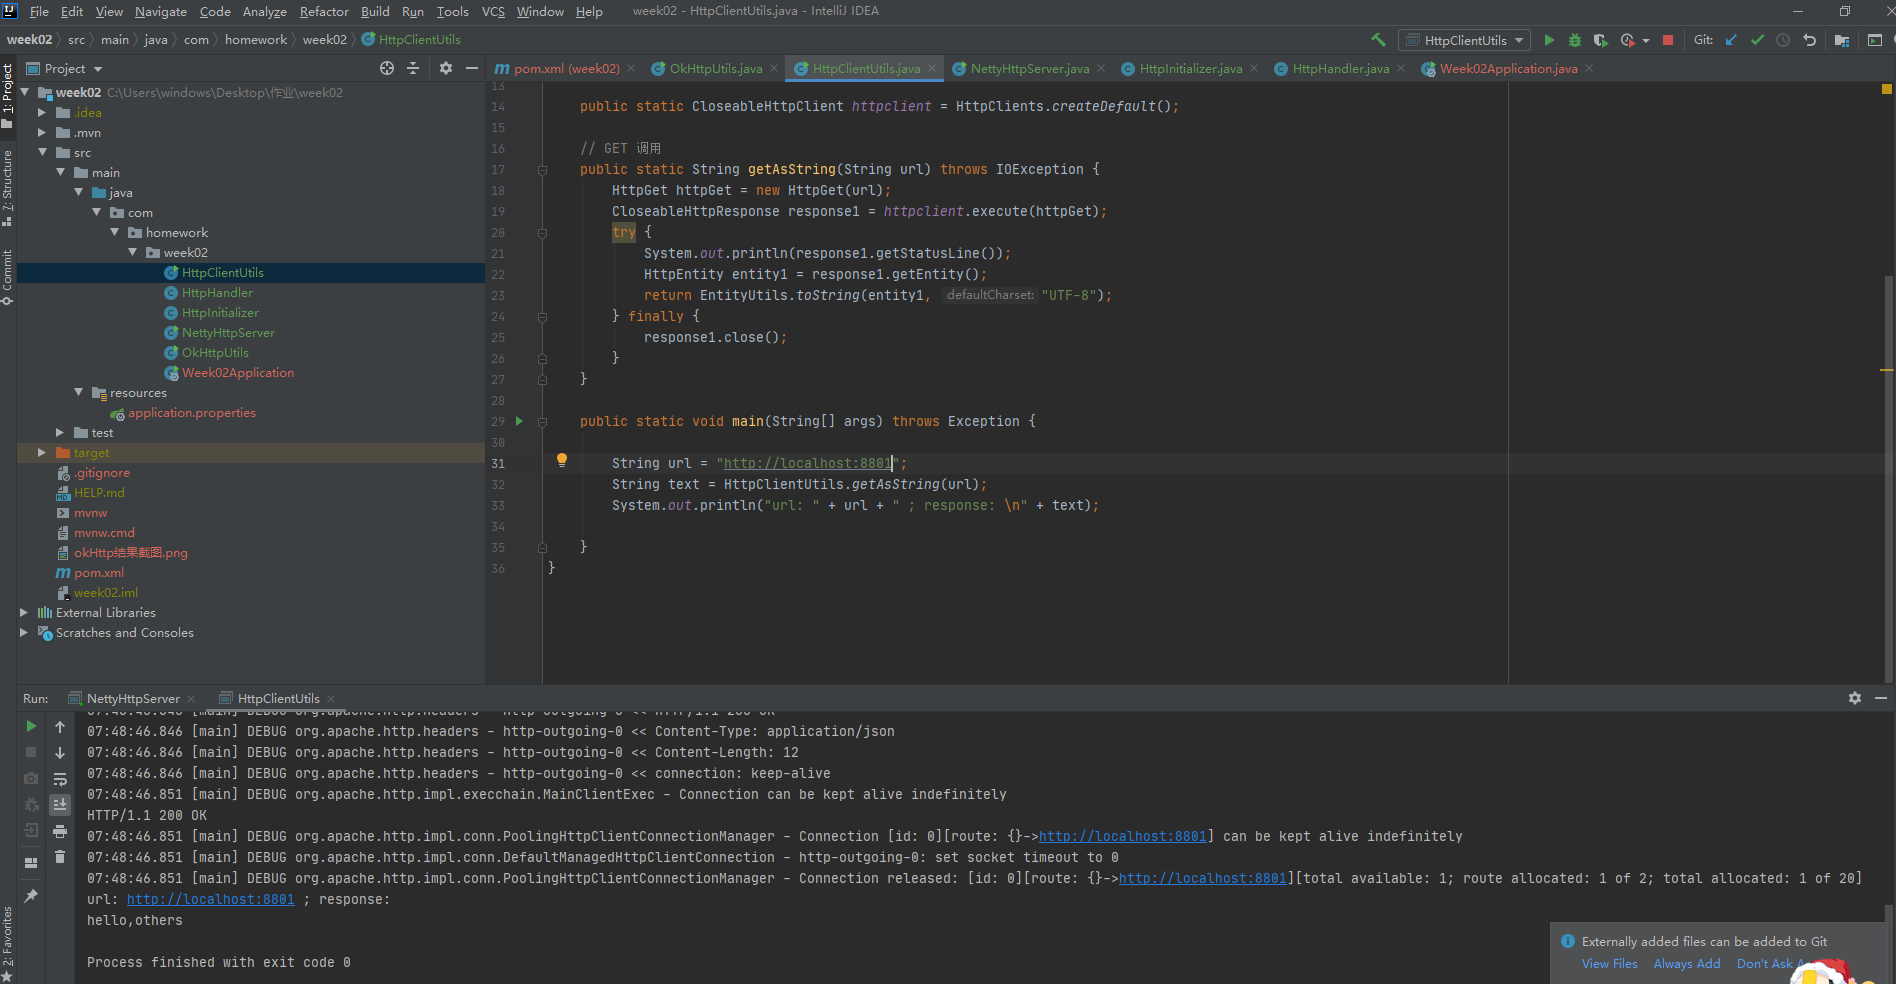 File Edit View Navigate Code Analyze Refactor Build Run Tools VCS Window Help week02 - HttpClientUtils.java - IntelliJ IDEA
week02 src main java com homework week02 HttpClientUtils
HttpClientUtils Git:
Project
pom.xml (week02) OkHttpUtils.java HttpClientUtils.java NettyHttpServer.java HttpInitializer.java HttpHandler.java Week02Application.java
1: Project
7: Structure
Commit
2: Favorites
week02 C:\Users\windows\Desktop\作业\week02
.idea
.mvn
src
main
java
com
homework
week02
HttpClientUtils
HttpHandler
HttpInitializer
NettyHttpServer
OkHttpUtils
Week02Application
resources
application.properties
test
target
.gitignore
HELP.md
mvnw
mvnw.cmd
okHttp结果截图.png
pom.xml
week02.iml
External Libraries
Scratches and Consoles
13
14 public static CloseableHttpClient httpclient = HttpClients.createDefault();
15
16 // GET 调用
17 public static String getAsString(String url) throws IOException {
18 HttpGet httpGet = new HttpGet(url);
19 CloseableHttpResponse response1 = httpclient.execute(httpGet);
20 try {
21 System.out.println(response1.getStatusLine());
22 HttpEntity entity1 = response1.getEntity();
23 return EntityUtils.toString(entity1, defaultCharset: "UTF-8");
24 } finally {
25 response1.close();
26 }
27 }
28
29 public static void main(String[] args) throws Exception {
30
31 String url = "http://localhost:8801";
32 String text = HttpClientUtils.getAsString(url);
33 System.out.println("url: " + url + " ; response: \n" + text);
34
35 }
36 }
Run: NettyHttpServer HttpClientUtils
07:48:46.846 [main] DEBUG org.apache.http.headers - http-outgoing-0 << HTTP/1.1 200 OK
07:48:46.846 [main] DEBUG org.apache.http.headers - http-outgoing-0 << Content-Type: application/json
07:48:46.846 [main] DEBUG org.apache.http.headers - http-outgoing-0 << Content-Length: 12
07:48:46.846 [main] DEBUG org.apache.http.headers - http-outgoing-0 << connection: keep-alive
07:48:46.851 [main] DEBUG org.apache.http.impl.execchain.MainClientExec - Connection can be kept alive indefinitely
HTTP/1.1 200 OK
07:48:46.851 [main] DEBUG org.apache.http.impl.conn.PoolingHttpClientConnectionManager - Connection [id: 0][route: {}->http://localhost:8801] can be kept alive indefinitely
07:48:46.851 [main] DEBUG org.apache.http.impl.conn.DefaultManagedHttpClientConnection - http-outgoing-0: set socket timeout to 0
07:48:46.851 [main] DEBUG org.apache.http.impl.conn.PoolingHttpClientConnectionManager - Connection released: [id: 0][route: {}->http://localhost:8801][total available: 1; route allocated: 1 of 2; total allocated: 1 of 20]
url: http://localhost:8801 ; response:
hello,others
Process finished with exit code 0
Externally added files can be added to Git
View Files Always Add Don't Ask